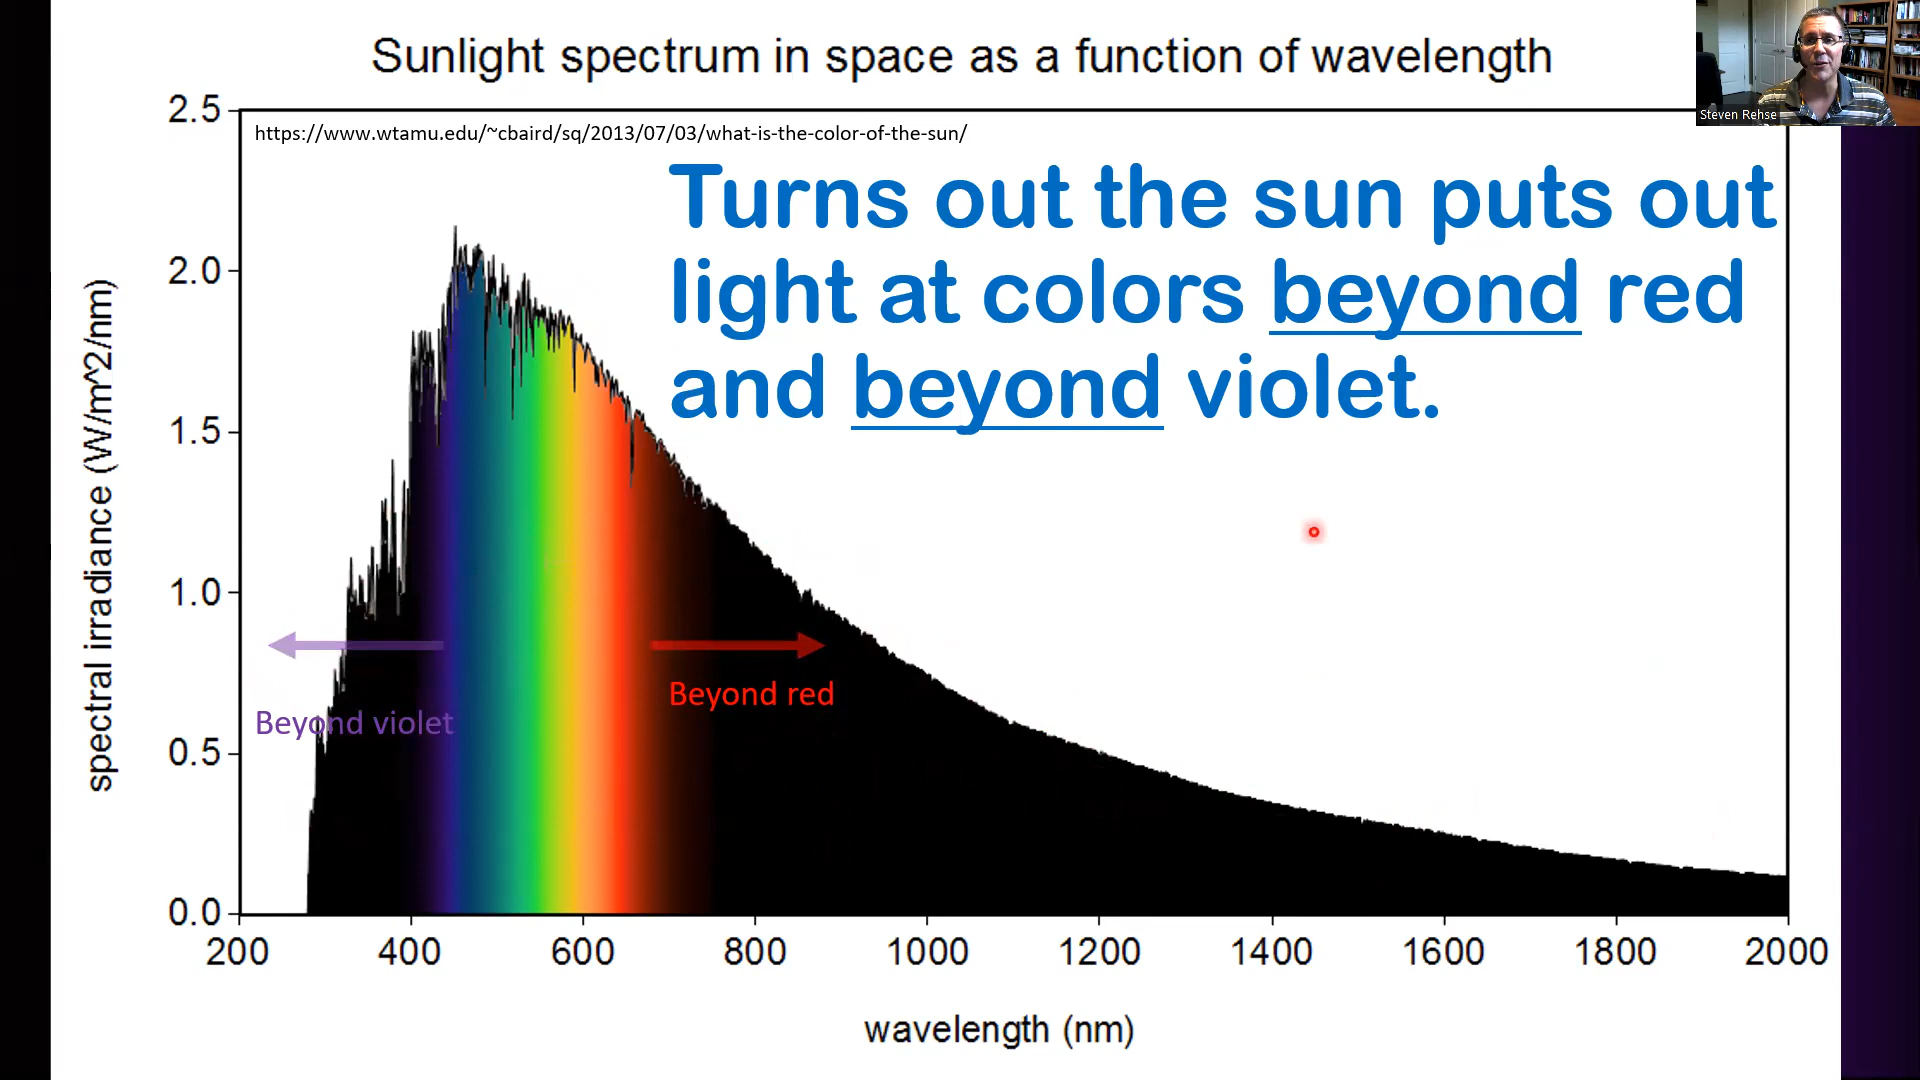 Sunlight spectrum in space as a function of wavelength
Steven Rehse
https://www.wtamu.edu/~cbaird/sq/2013/07/03/what-is-the-color-of-the-sun/
Turns out the sun puts out
light at colors beyond red
and beyond violet.
spectral irradiance (W/m^2/nm)
2.5
2.0
1.5
1.0
0.5
0.0
Beyond violet
Beyond red
200 400 600 800 1000 1200 1400 1600 1800 2000
wavelength (nm)